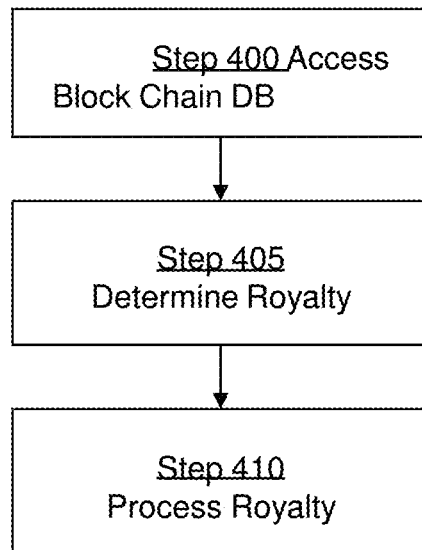 Step 400 Access
Block Chain DB
Step 405
Determine Royalty
Step 410
Process Royalty